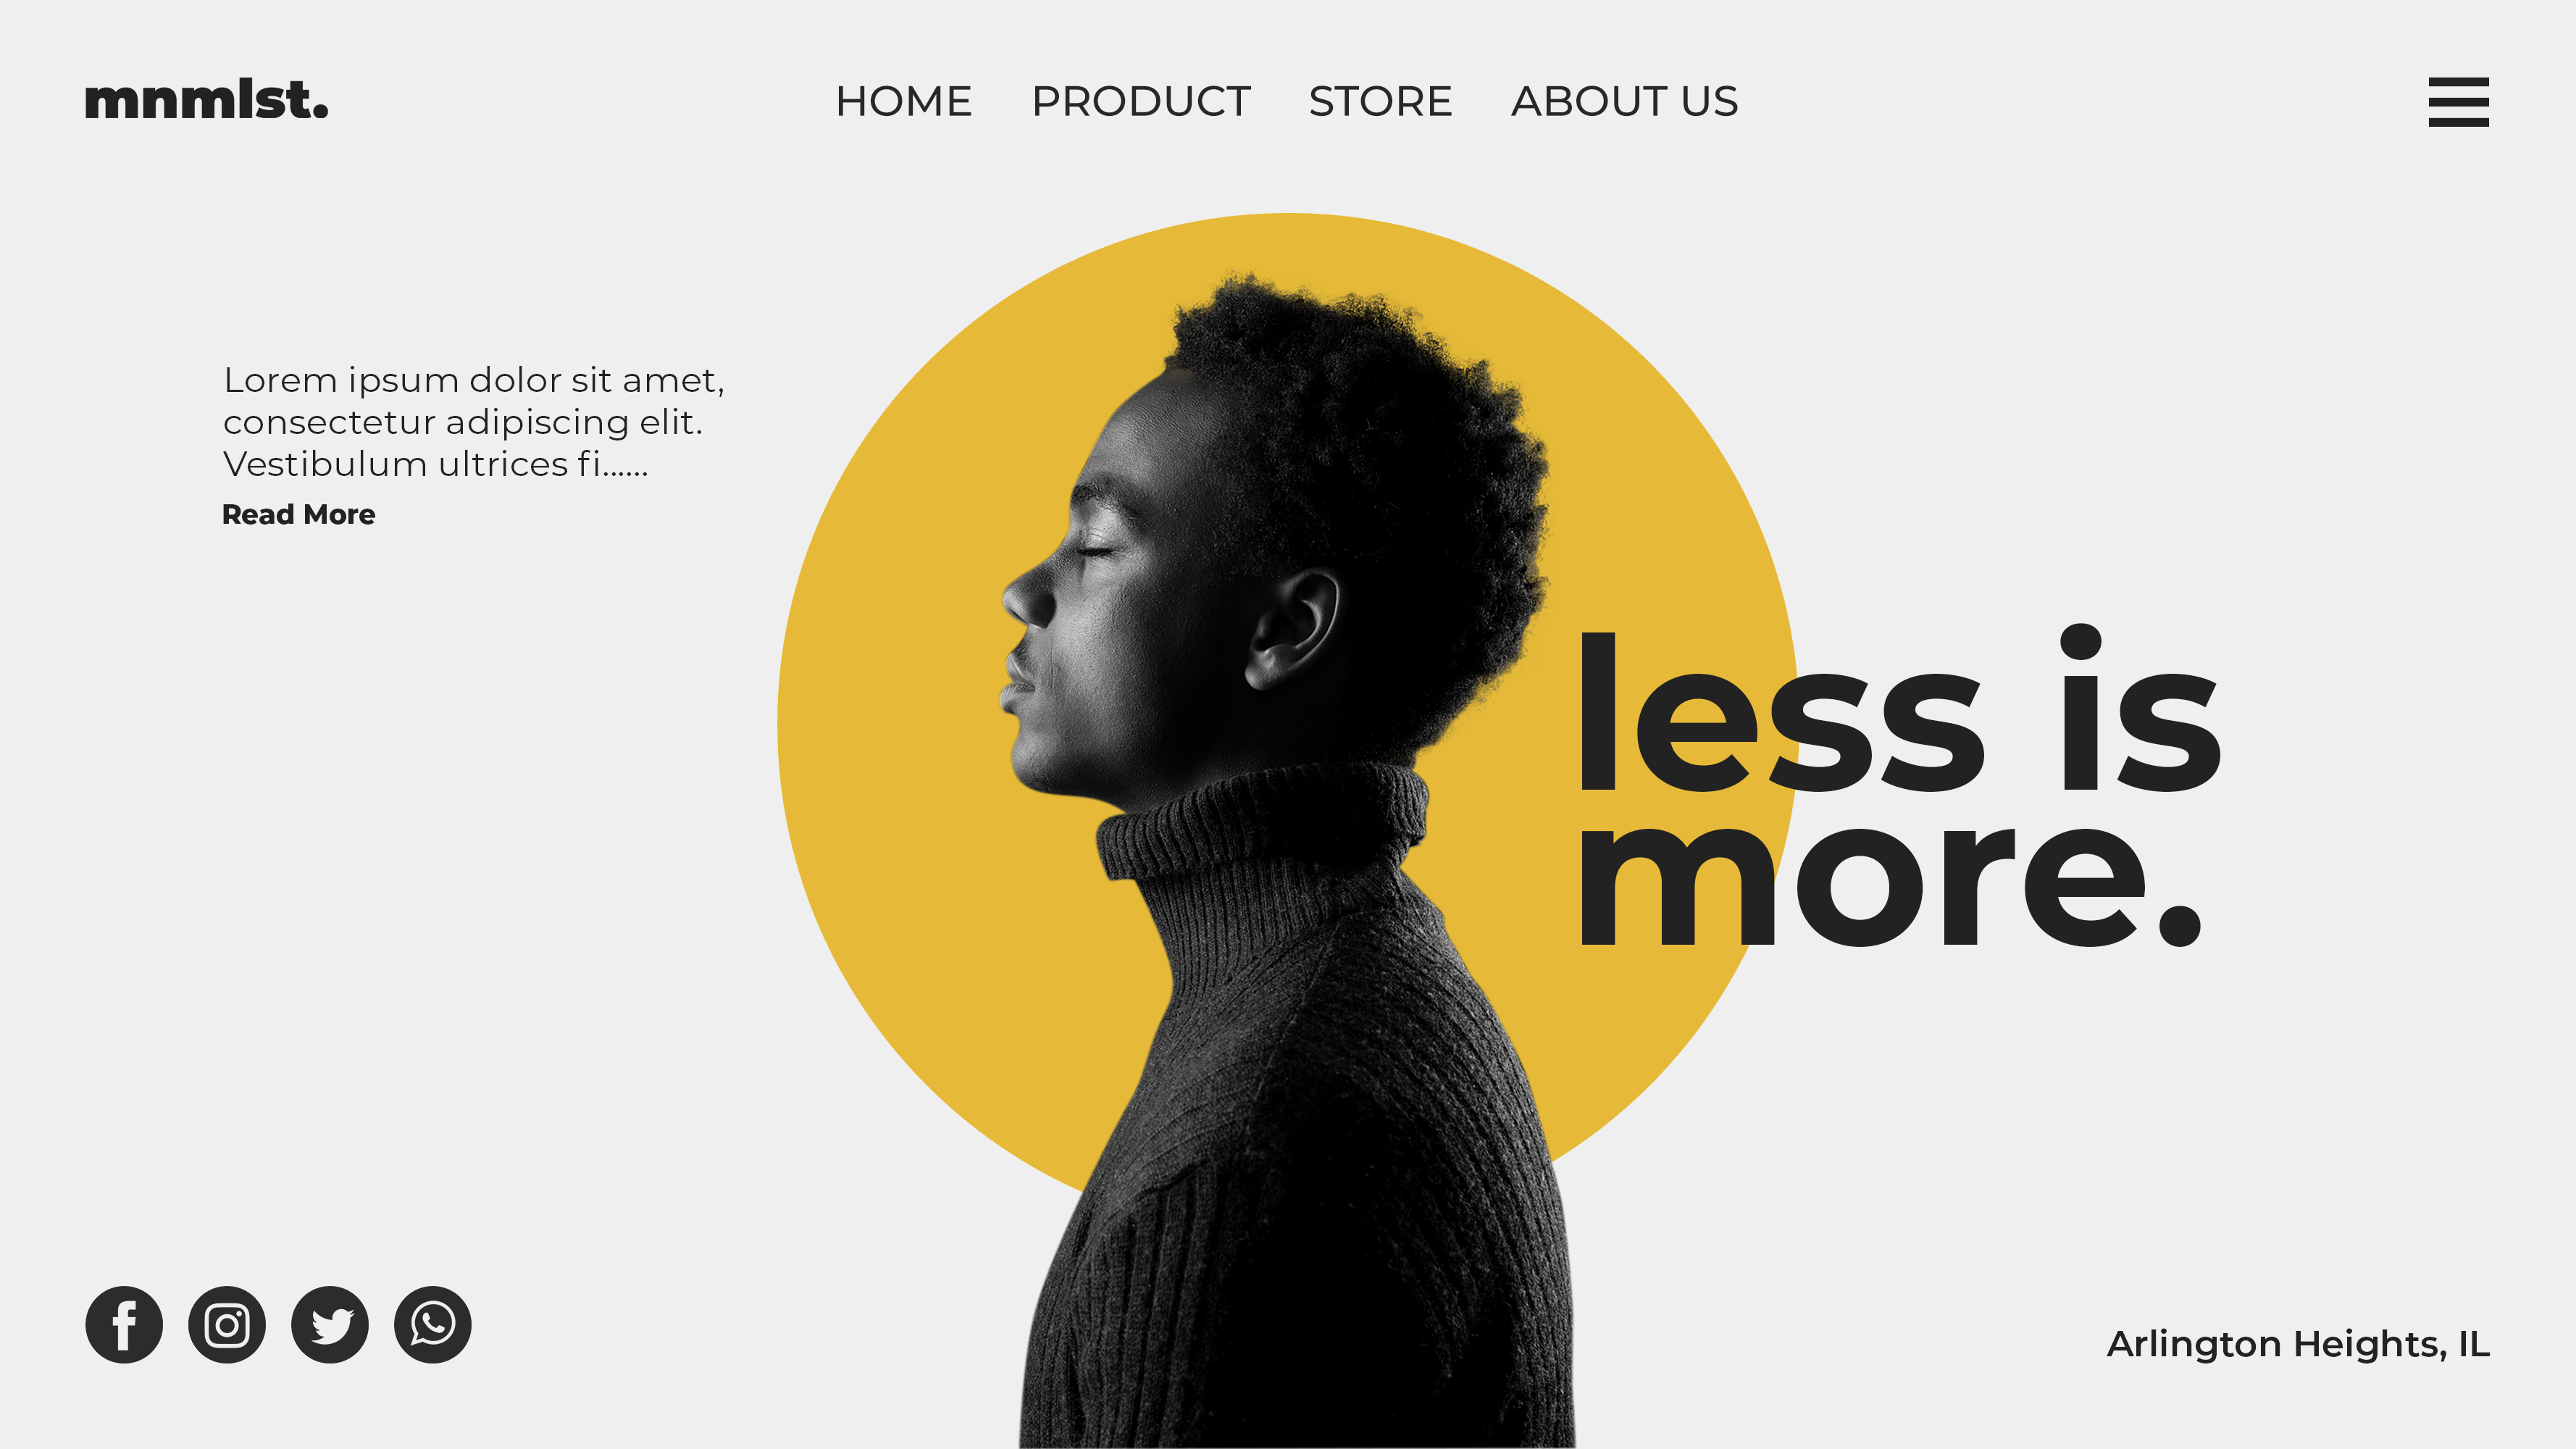 mnmlst.
HOME PRODUCT STORE ABOUT US
Lorem ipsum dolor sit amet,
consectetur adipiscing elit.
Vestibulum ultrices fi......
Read More
less is
more.
Arlington Heights, IL